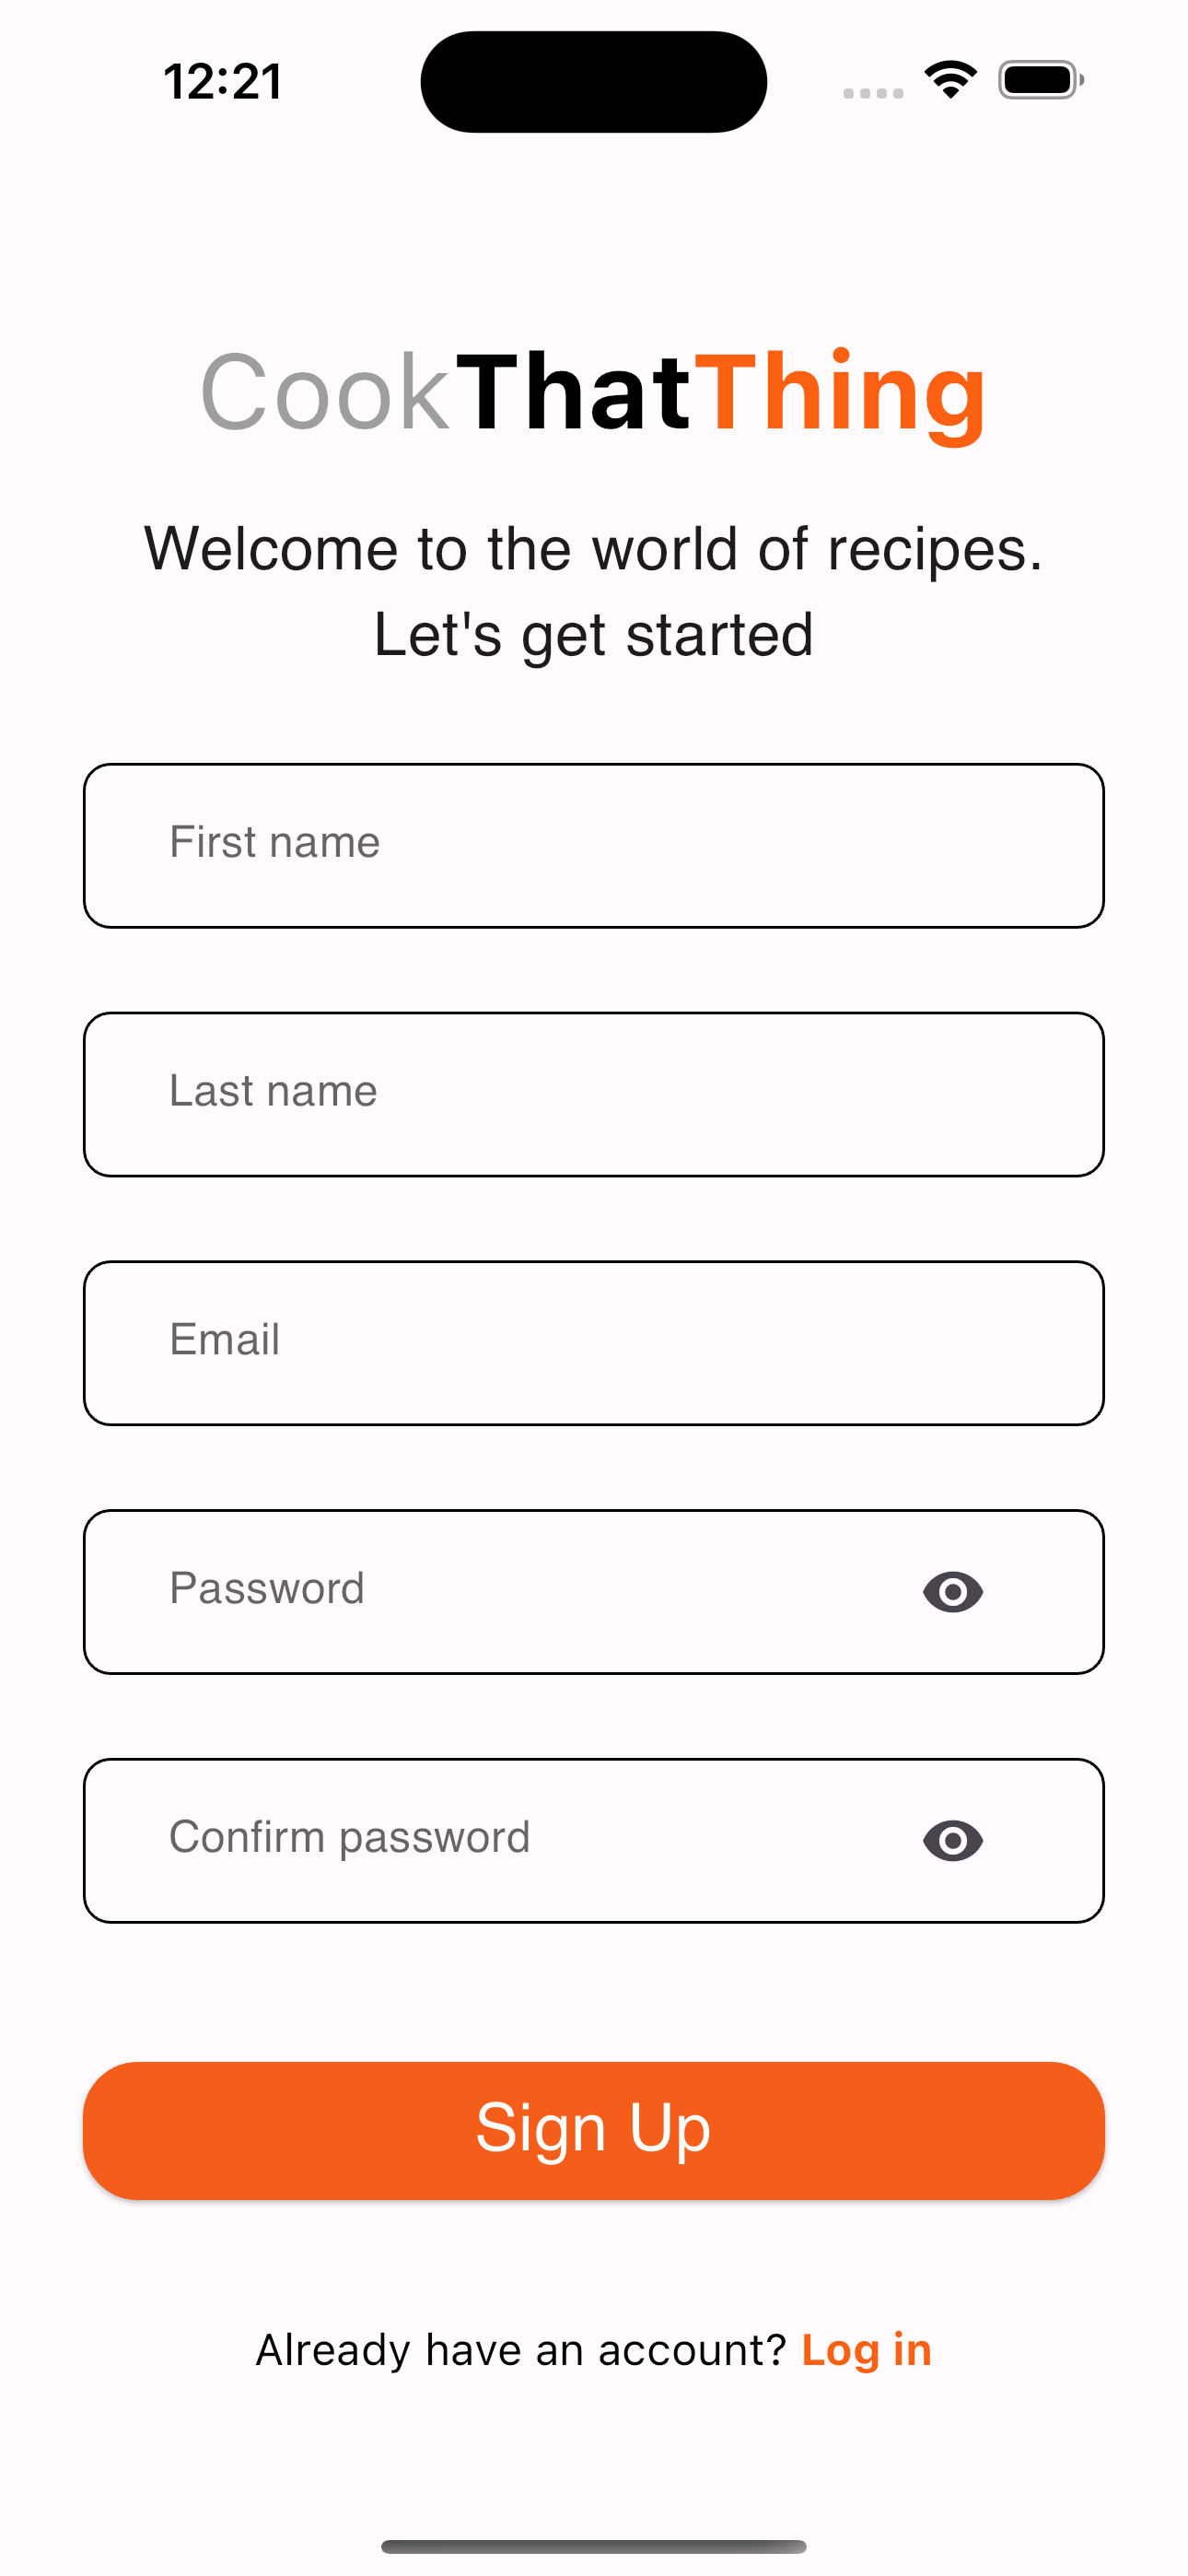 12:21
CookThatThing
Welcome to the world of recipes.
Let's get started
First name
Last name
Email
Password
Confirm password
Sign Up
Already have an account? Log in